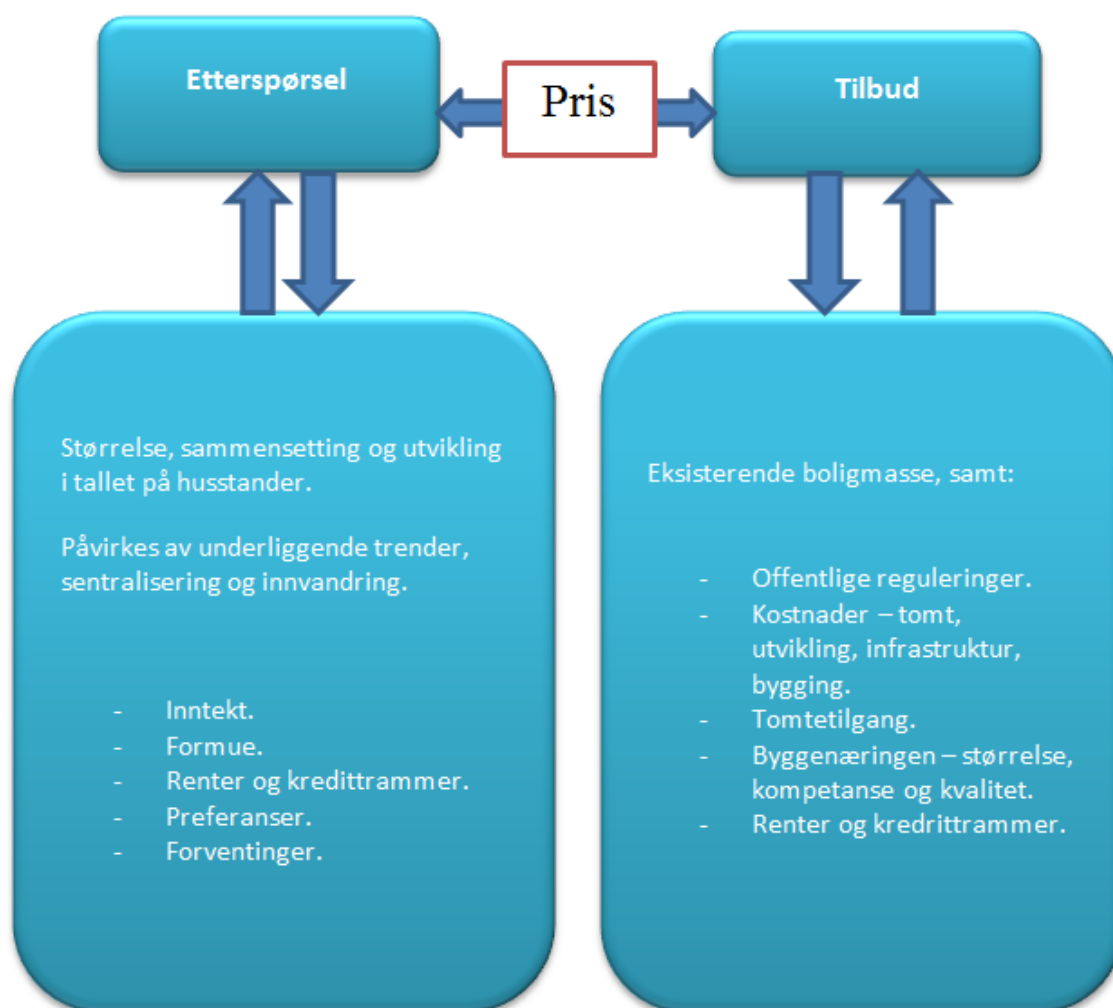 Etterspørsel
Pris
Tilbud
Størrelse, sammensetting og utvikling
i tallet på husstander.
Påvirkes av underliggende trender,
sentralisering og innvandring.
- Inntekt.
- Formue.
- Renter og kredittrammer.
- Preferanser.
- Forventinger.
Eksisterende boligmasse, samt:
- Offentlige reguleringer.
- Kostnader – tomt,
utvikling, infrastruktur,
bygging.
- Tomtetilgang.
- Byggenæringen – størrelse,
kompetanse og kvalitet.
- Renter og kredrittrammer.